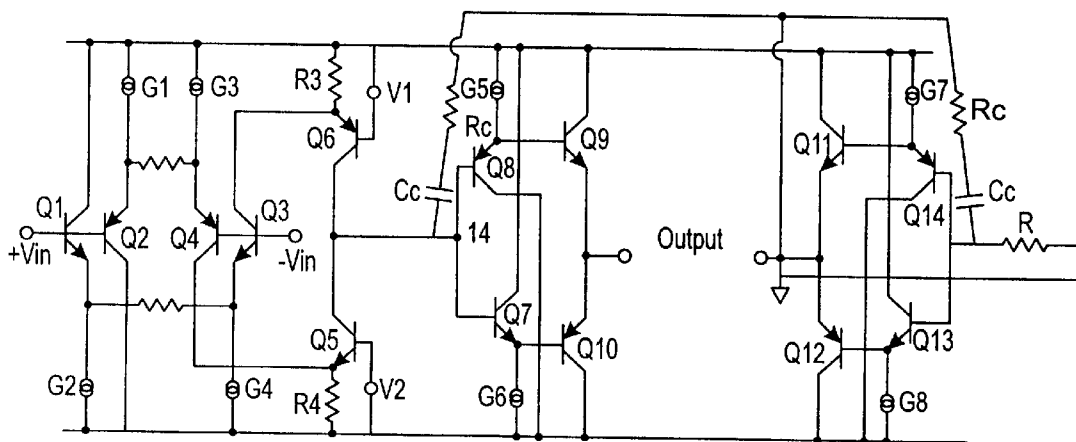 G1
G3
R3
V1
G5
G7
Rc
Rc
Q6
Q9
Q11
Q8
Cc
Cc
Q14
Q1
Q3
R
+Vin
Q2
Q4
-Vin
14
Output
Q7
Q5
Q10
Q12
Q13
G2
G4
R4
V2
G6
G8